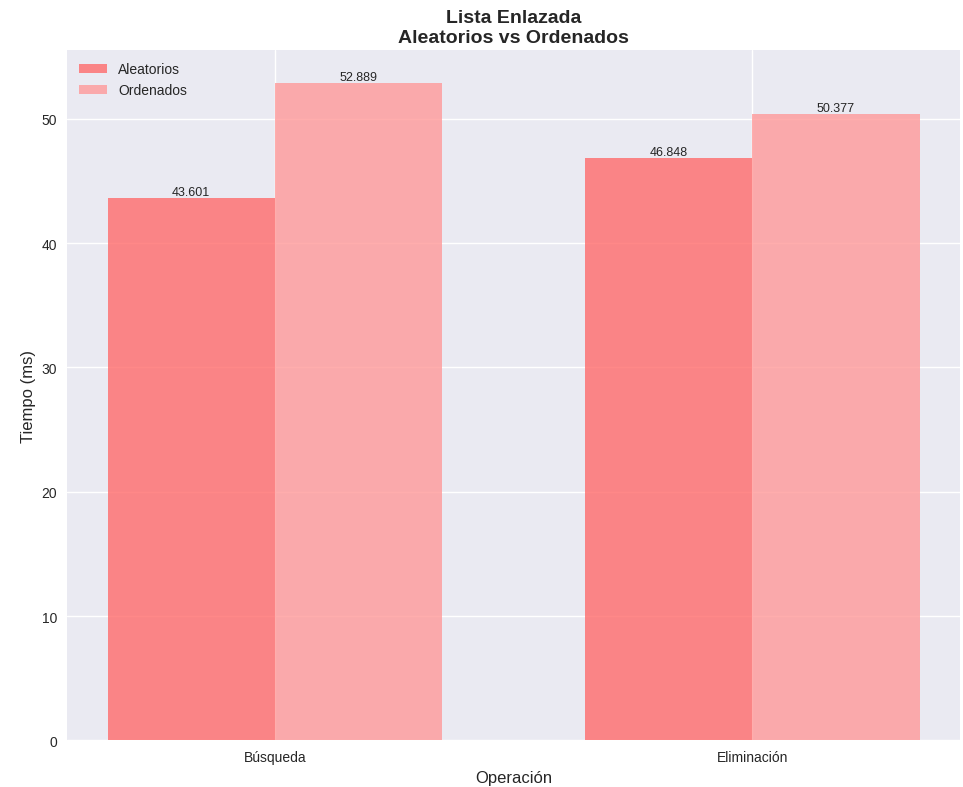 Lista Enlazada
Aleatorios vs Ordenados
Aleatorios
Ordenados
52.889
50.377
46.848
43.601
50
40
30
20
10
0
Tiempo (ms)
Búsqueda
Eliminación
Operación